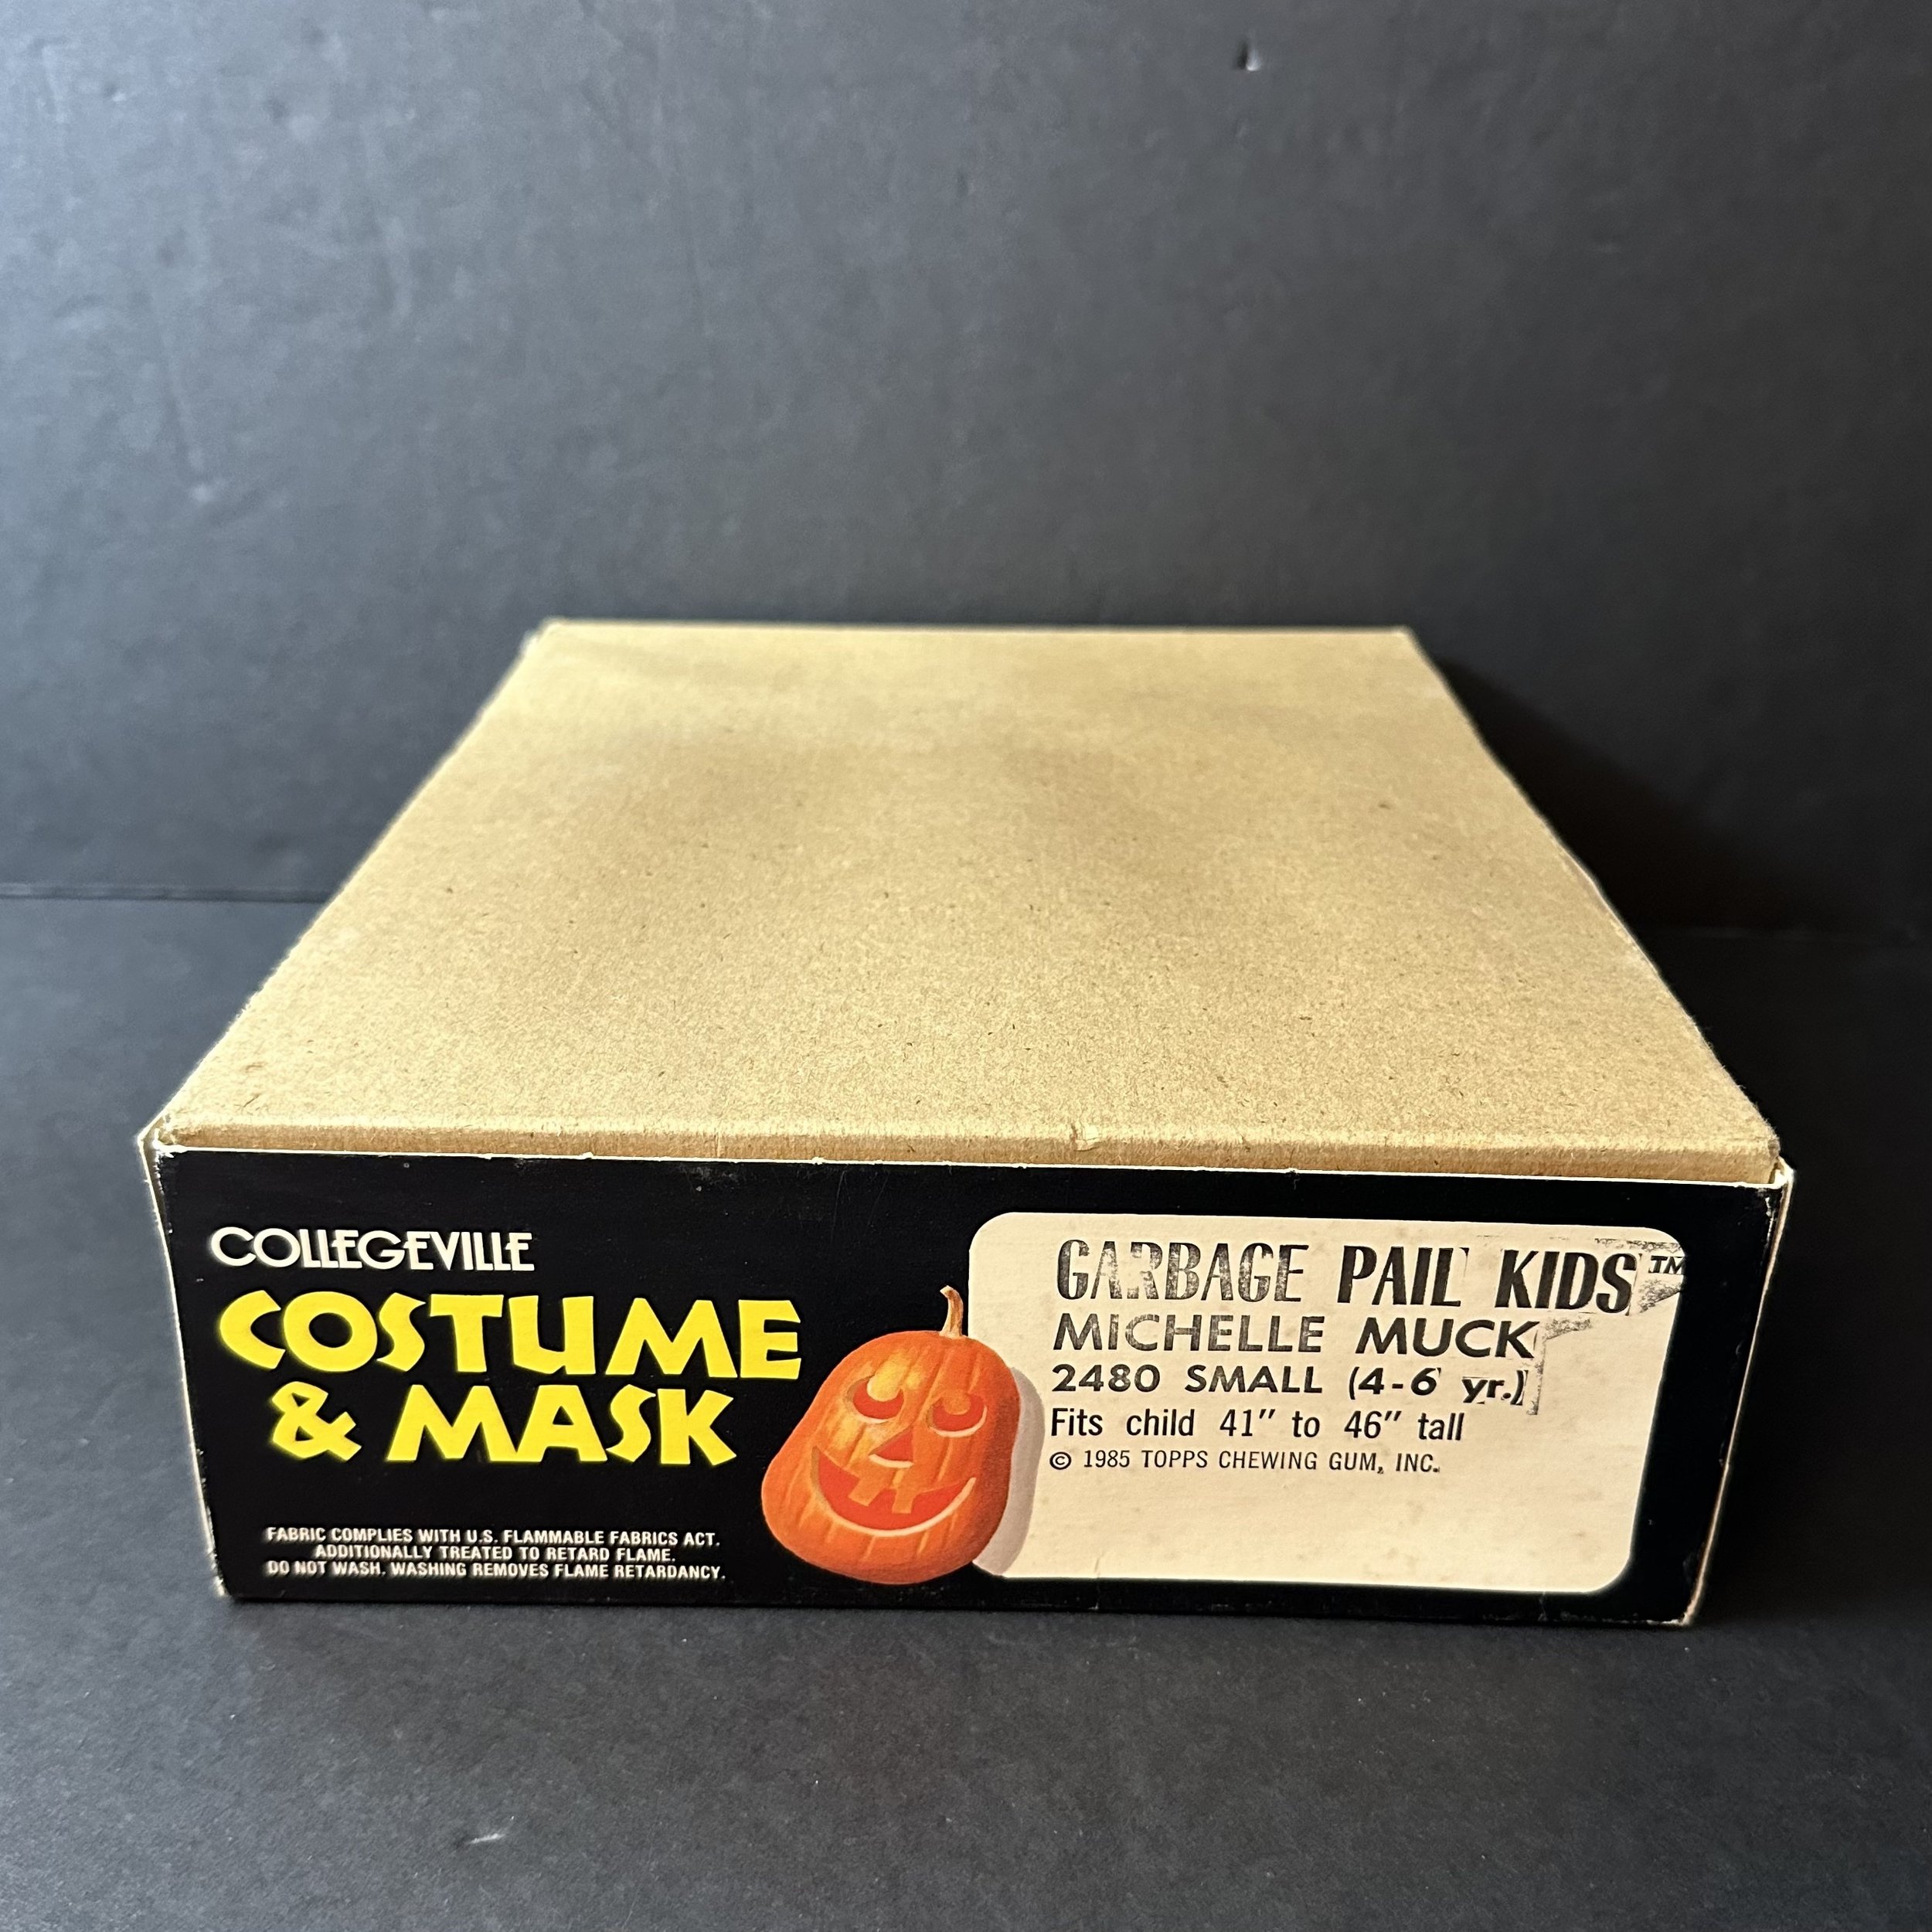 COLLEGEVILLE
COSTUME
& MASK
FABRIC COMPLIES WITH U.S. FLAMMABLE FABRICS ACT.
ADDITIONALLY TREATED TO RETARD FLAME.
DO NOT WASH. WASHING REMOVES FLAME RETARDANCY.
GARBAGE PAIL KIDS™
MICHELLE MUCK
2480 SMALL (4-6 yr.)
Fits child 41" to 46" tall
© 1985 TOPPS CHEWING GUM, INC.